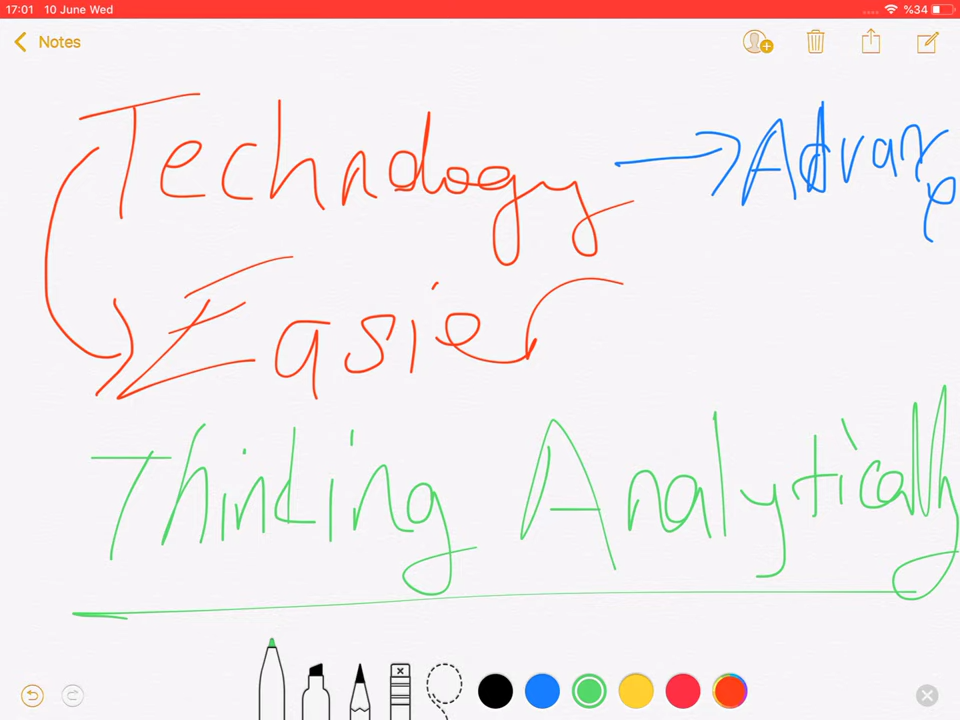 17:01 10 June Wed %34
Notes
Technology → Advan
Easier
Thinking Analytically